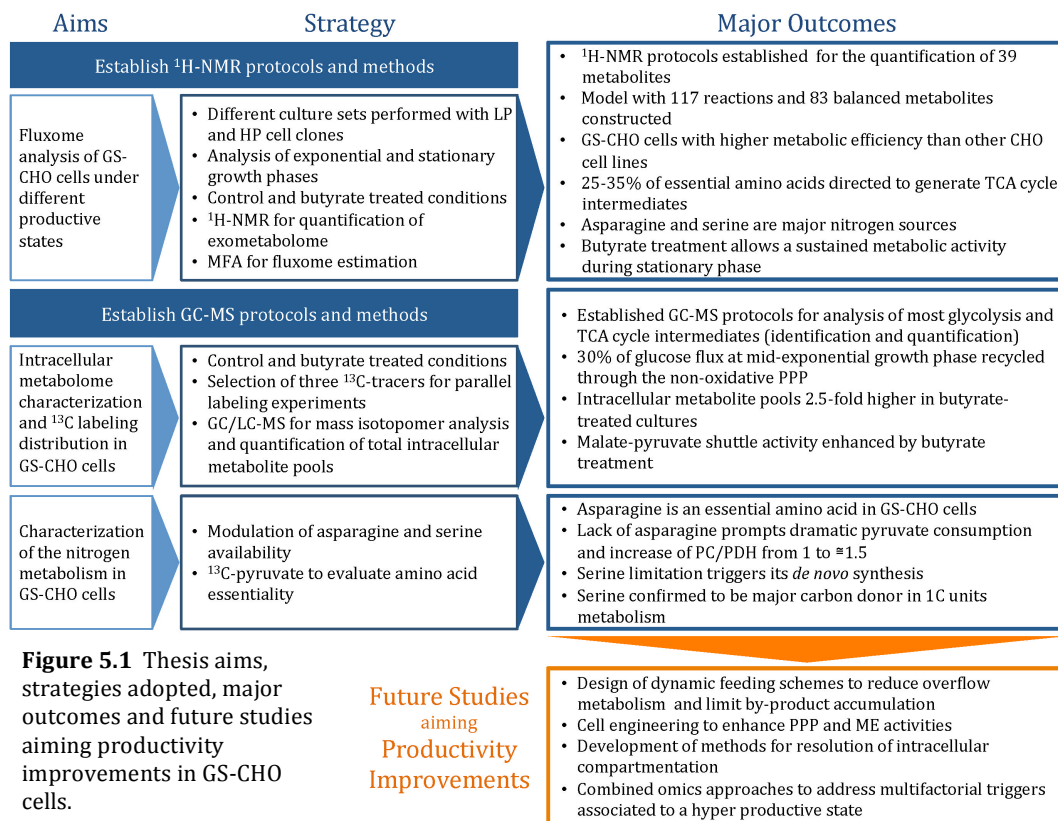 Aims
Strategy
Major Outcomes
Establish ¹H-NMR protocols and methods
Fluxome
analysis of GS-
CHO cells under
different
productive
states
• Different culture sets performed with LP
and HP cell clones
• Analysis of exponential and stationary
growth phases
• Control and butyrate treated conditions
• ¹H-NMR for quantification of
exometabolome
• MFA for fluxome estimation
• ¹H-NMR protocols established for the quantification of 39
metabolites
• Model with 117 reactions and 83 balanced metabolites
constructed
• GS-CHO cells with higher metabolic efficiency than other CHO
cell lines
• 25-35% of essential amino acids directed to generate TCA cycle
intermediates
• Asparagine and serine are major nitrogen sources
• Butyrate treatment allows a sustained metabolic activity
during stationary phase
Establish GC-MS protocols and methods
Intracellular
metabolome
characterization
and ¹³C labeling
distribution in
GS-CHO cells
• Control and butyrate treated conditions
• Selection of three ¹³C-tracers for parallel
labeling experiments
• GC/LC-MS for mass isotopomer analysis
and quantification of total intracellular
metabolite pools
• Established GC-MS protocols for analysis of most glycolysis and
TCA cycle intermediates (identification and quantification)
• 30% of glucose flux at mid-exponential growth phase recycled
through the non-oxidative PPP
• Intracellular metabolite pools 2.5-fold higher in butyrate-
treated cultures
• Malate-pyruvate shuttle activity enhanced by butyrate
treatment
Characterization
of the nitrogen
metabolism in
GS-CHO cells
• Modulation of asparagine and serine
availability
• ¹³C-pyruvate to evaluate amino acid
essentiality
• Asparagine is an essential amino acid in GS-CHO cells
• Lack of asparagine prompts dramatic pyruvate consumption
and increase of PC/PDH from 1 to ≅1.5
• Serine limitation triggers its de novo synthesis
• Serine confirmed to be major carbon donor in 1C units
metabolism
Figure 5.1 Thesis aims,
strategies adopted, major
outcomes and future studies
aiming productivity
improvements in GS-CHO
cells.
Future Studies
aiming
Productivity
Improvements
• Design of dynamic feeding schemes to reduce overflow
metabolism and limit by-product accumulation
• Cell engineering to enhance PPP and ME activities
• Development of methods for resolution of intracellular
compartmentation
• Combined omics approaches to address multifactorial triggers
associated to a hyper productive state